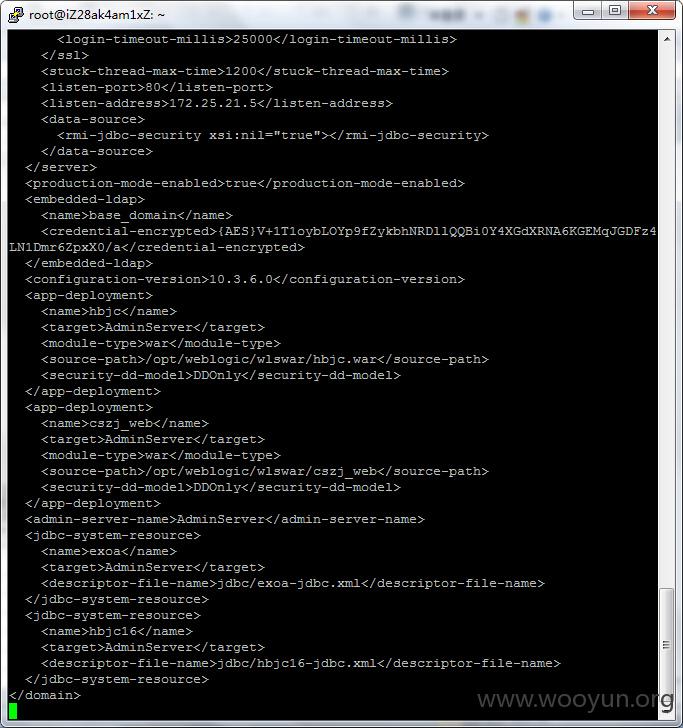 root@iZ28ak4am1xZ: ~
<login-timeout-millis>25000</login-timeout-millis>
</ssl>
<stuck-thread-max-time>1200</stuck-thread-max-time>
<listen-port>80</listen-port>
<listen-address>172.25.21.5</listen-address>
<data-source>
<rmi-jdbc-security xsi:nil="true"></rmi-jdbc-security>
</data-source>
</server>
<production-mode-enabled>true</production-mode-enabled>
<embedded-ldap>
<name>base_domain</name>
<credential-encrypted>{AES}V+1T1oybLOYp9fZykbhNRDllQQBi0Y4XGdXRNA6KGEMqJGDFz4
LN1Dmr6ZpxX0/a</credential-encrypted>
</embedded-ldap>
<configuration-version>10.3.6.0</configuration-version>
<app-deployment>
<name>hbjc</name>
<target>AdminServer</target>
<module-type>war</module-type>
<source-path>/opt/weblogic/wlswar/hbjc.war</source-path>
<security-dd-model>DDOnly</security-dd-model>
</app-deployment>
<app-deployment>
<name>cszj_web</name>
<target>AdminServer</target>
<module-type>war</module-type>
<source-path>/opt/weblogic/wlswar/cszj_web</source-path>
<security-dd-model>DDOnly</security-dd-model>
</app-deployment>
<admin-server-name>AdminServer</admin-server-name>
<jdbc-system-resource>
<name>exoa</name>
<target>AdminServer</target>
<descriptor-file-name>jdbc/exoa-jdbc.xml</descriptor-file-name>
</jdbc-system-resource>
<jdbc-system-resource>
<name>hbjc16</name>
<target>AdminServer</target>
<descriptor-file-name>jdbc/hbjc16-jdbc.xml</descriptor-file-name>
</jdbc-system-resource>
</domain>
www.wooyun.org